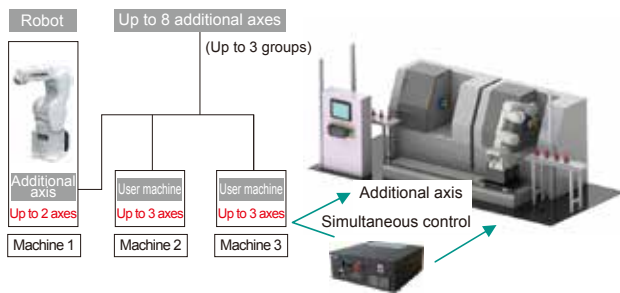 Robot
Up to 8 additional axes
(Up to 3 groups)
Additional
axis
Up to 2 axes
User machine
Up to 3 axes
User machine
Up to 3 axes
Machine 1
Machine 2
Machine 3
Additional axis
Simultaneous control